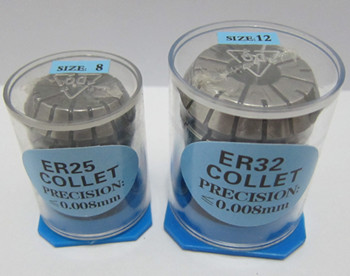 SIZE: 8
ER25
COLLET
PRECISION:
≤0.008mm
SIZE: 12
ER32
COLLET
PRECISION:
≤0.008mm